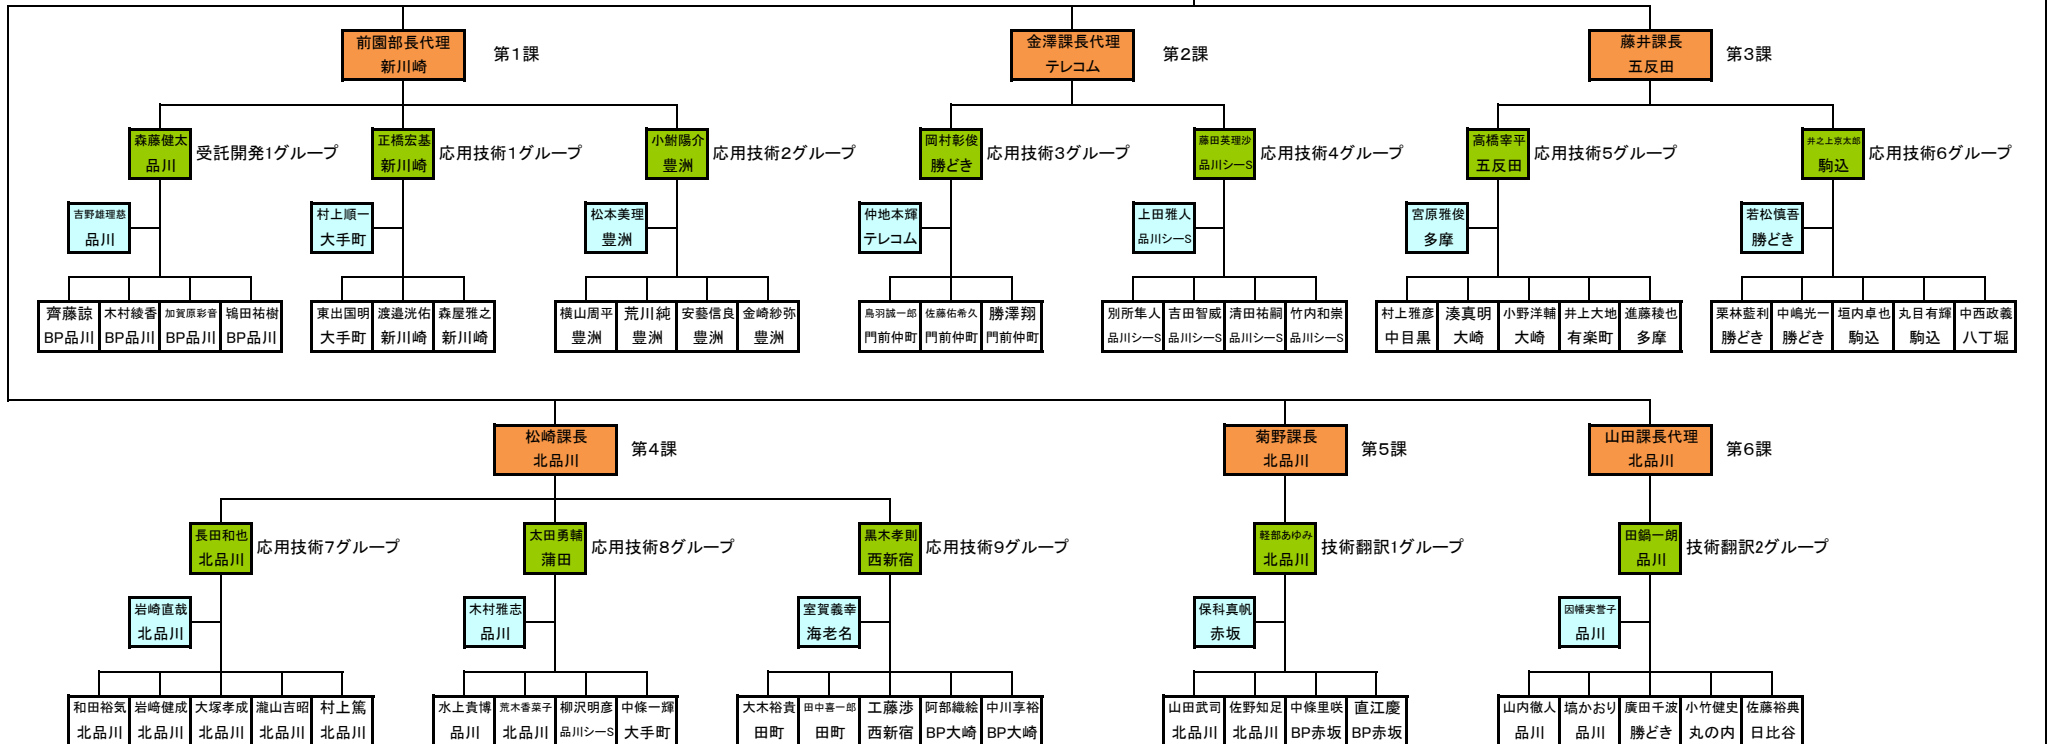 前園部長代理
新川崎
第1課
金澤課長代理
テレコム
第2課
藤井課長
五反田
第3課
森藤健太
品川
受託開発1グループ
正橋宏基
新川崎
応用技術1グループ
小鮒陽介
豊洲
応用技術2グループ
岡村彰俊
勝どき
応用技術3グループ
藤田英理沙
品川シーS
応用技術4グループ
高橋宰平
五反田
応用技術5グループ
井之上京太郎
駒込
応用技術6グループ
吉野雄理慈
品川
村上順一
大手町
松本美理
豊洲
仲地本輝
テレコム
上田雅人
品川シーS
宮原雅俊
多摩
若松慎吾
勝どき
齊藤諒
BP品川
木村綾香
BP品川
加賀原彩音
BP品川
鴇田祐樹
BP品川
東出国明
大手町
渡邉洸佑
新川崎
森屋雅之
新川崎
横山周平
豊洲
荒川純
豊洲
安藝信良
豊洲
金崎紗弥
豊洲
鳥羽誠一郎
門前仲町
佐藤佑希久
門前仲町
勝澤翔
門前仲町
別所隼人
品川シーS
吉田智威
品川シーS
清田祐嗣
品川シーS
竹内和崇
品川シーS
村上雅彦
中目黒
湊真明
大崎
小野洋輔
大崎
井上大地
有楽町
進藤稜也
多摩
栗林藍利
勝どき
中嶋光一
勝どき
垣内卓也
駒込
丸目有輝
駒込
中西政義
八丁堀
松崎課長
北品川
第4課
菊野課長
北品川
第5課
山田課長代理
北品川
第6課
長田和也
北品川
応用技術7グループ
太田勇輔
蒲田
応用技術8グループ
黒木孝則
西新宿
応用技術9グループ
軽部あゆみ
北品川
技術翻訳1グループ
田鍋一朗
品川
技術翻訳2グループ
岩崎直哉
北品川
木村雅志
品川
室賀義幸
海老名
保科真帆
赤坂
因幡実誉子
品川
和田裕気
北品川
岩﨑健成
北品川
大塚孝成
北品川
瀧山吉昭
北品川
村上篤
北品川
水上貴博
品川
荒木香菜子
北品川
柳沢明彦
品川シーS
中條一輝
大手町
大木裕貴
田町
田中喜一郎
田町
工藤渉
西新宿
阿部織絵
BP大崎
中川享裕
BP大崎
山田武司
北品川
佐野知足
北品川
中條里咲
BP赤坂
直江慶
BP赤坂
山内徹人
品川
塙かおり
品川
廣田千波
勝どき
小竹健史
丸の内
佐藤裕典
日比谷